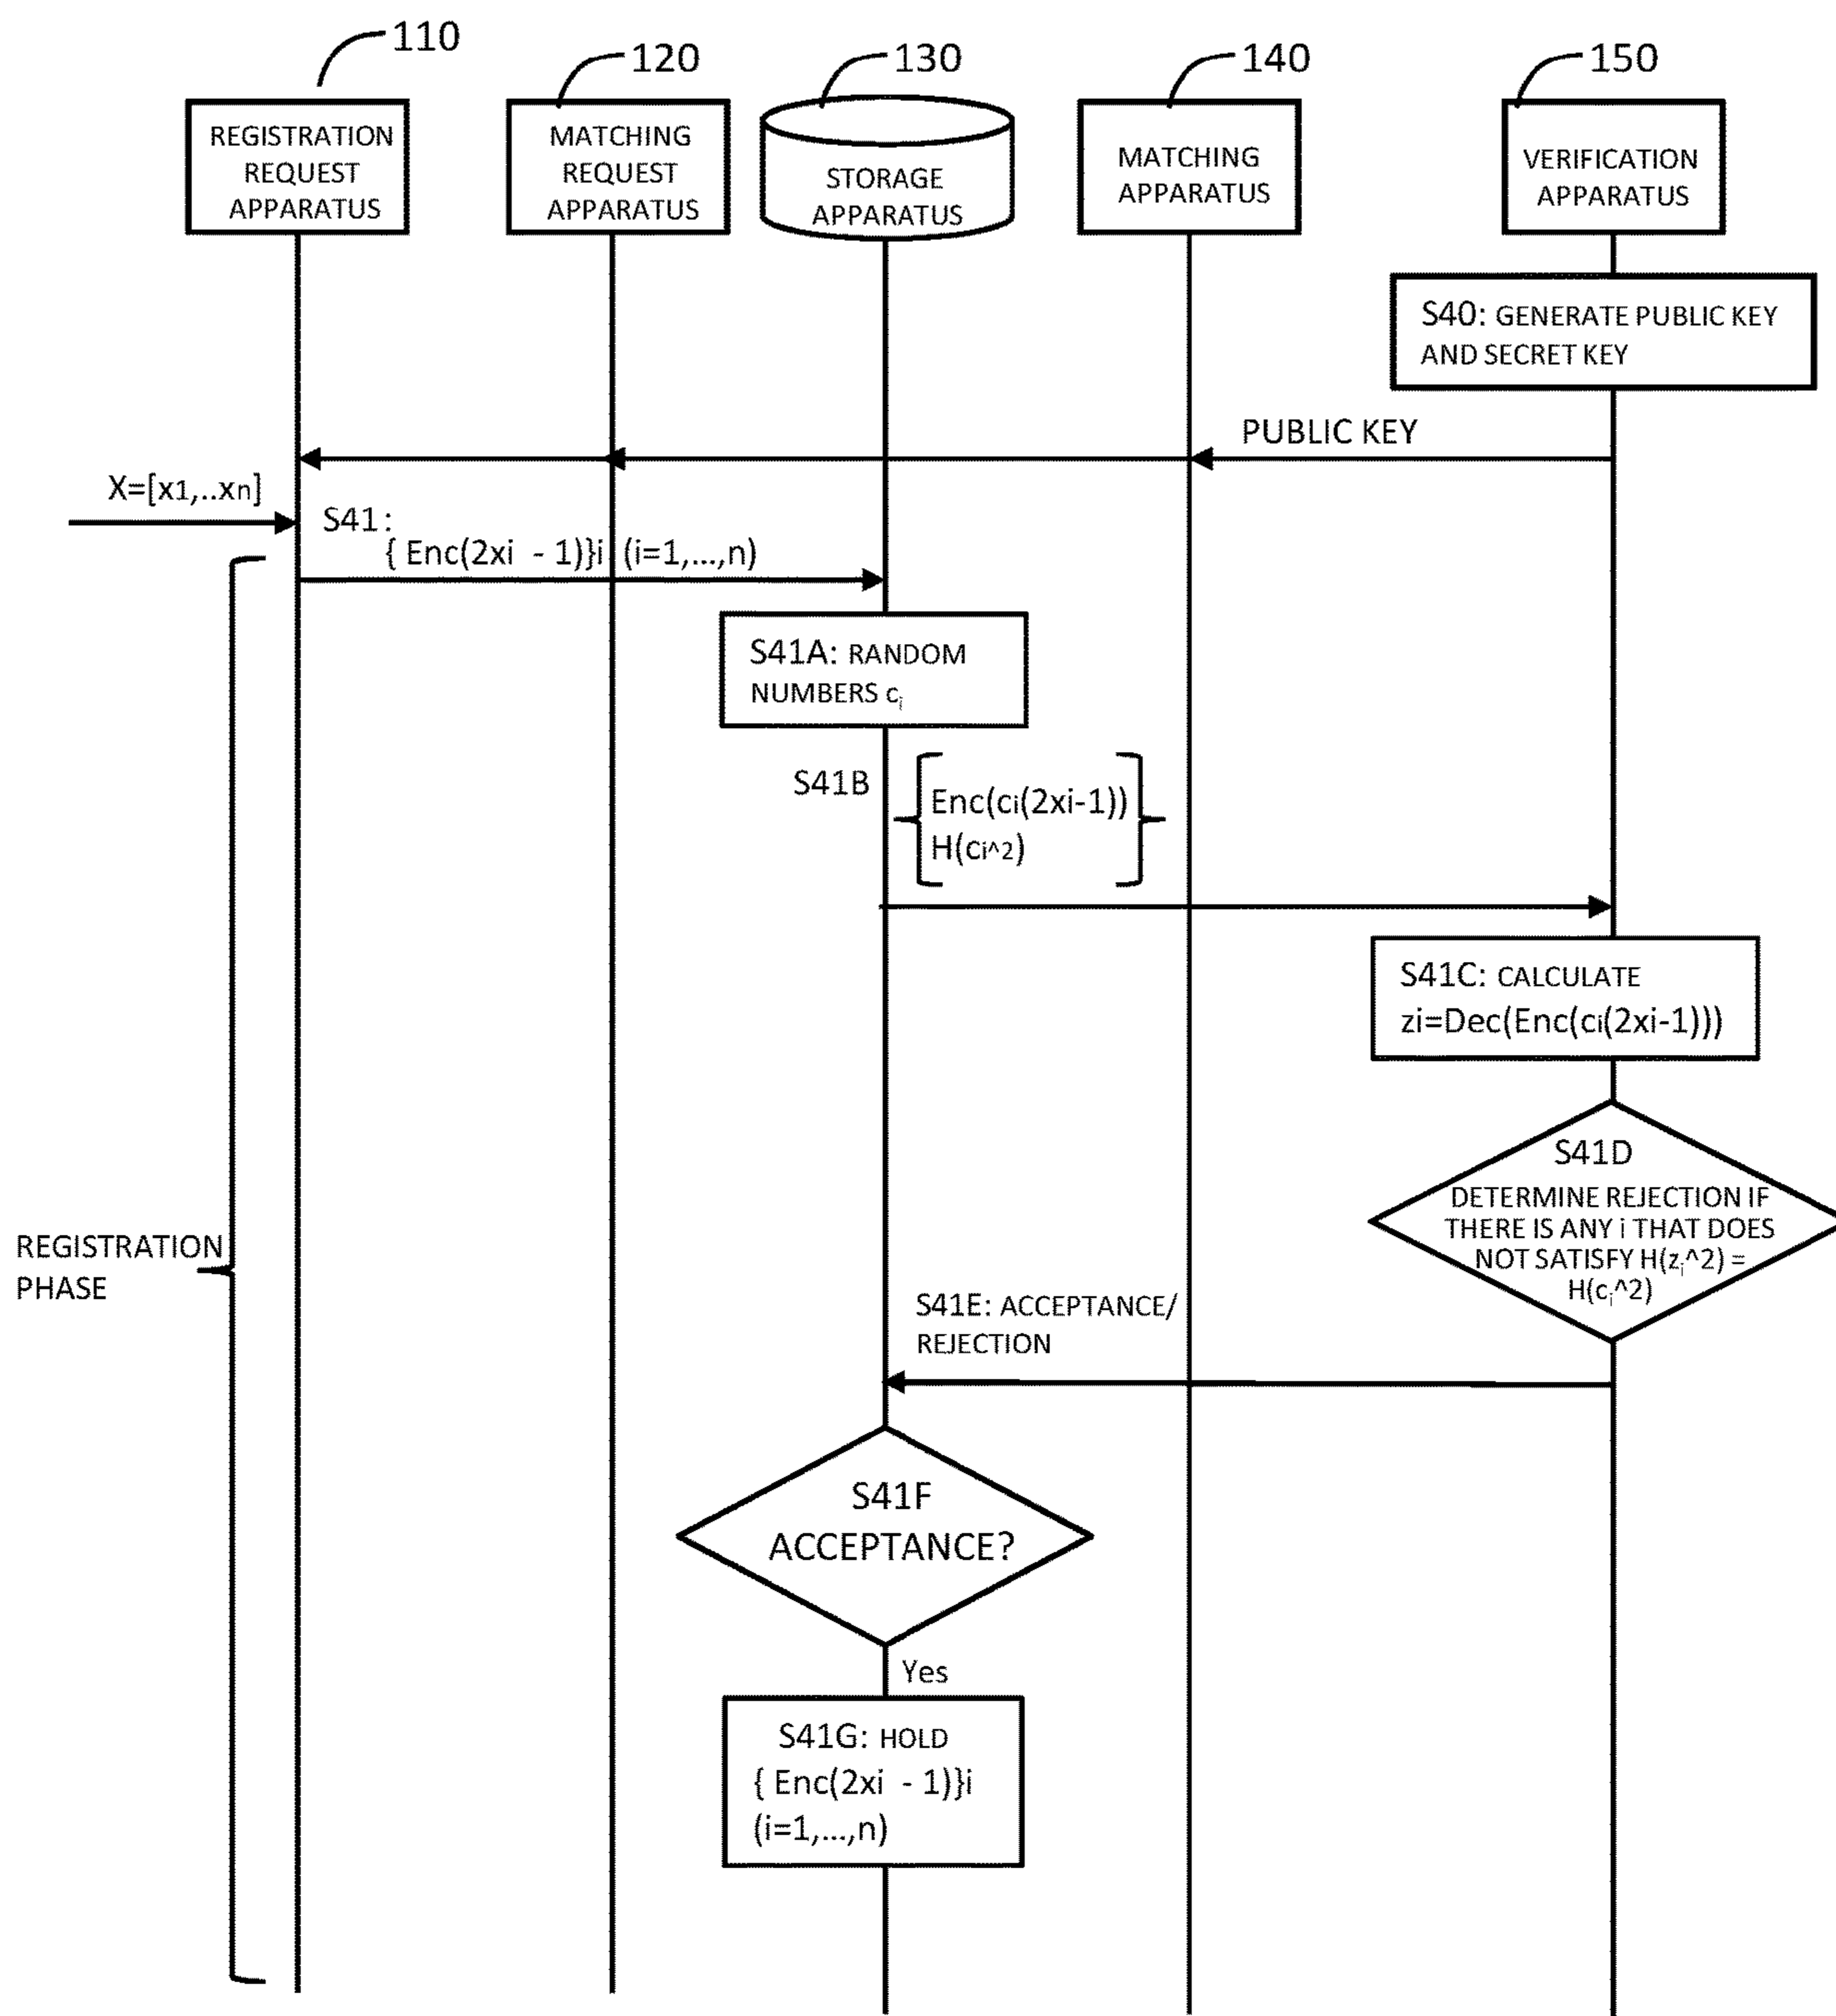 110
120
130
140
150
REGISTRATION
REQUEST
APPARATUS
MATCHING
REQUEST
APPARATUS
STORAGE
APPARATUS
MATCHING
APPARATUS
VERIFICATION
APPARATUS
S40: GENERATE PUBLIC KEY
AND SECRET KEY
PUBLIC KEY
X=[x1,..xn]
S41:
{ Enc(2xi - 1)}i (i=1,...,n)
S41A: RANDOM
NUMBERS ci
S41B
Enc(ci(2xi-1))
H(ci^2)
S41C: CALCULATE
zi=Dec(Enc(ci(2xi-1)))
S41D
DETERMINE REJECTION IF
THERE IS ANY i THAT DOES
NOT SATISFY H(zi^2) =
H(ci^2)
REGISTRATION
PHASE
S41E: ACCEPTANCE/
REJECTION
S41F
ACCEPTANCE?
Yes
S41G: HOLD
{ Enc(2xi - 1)}i
(i=1,...,n)